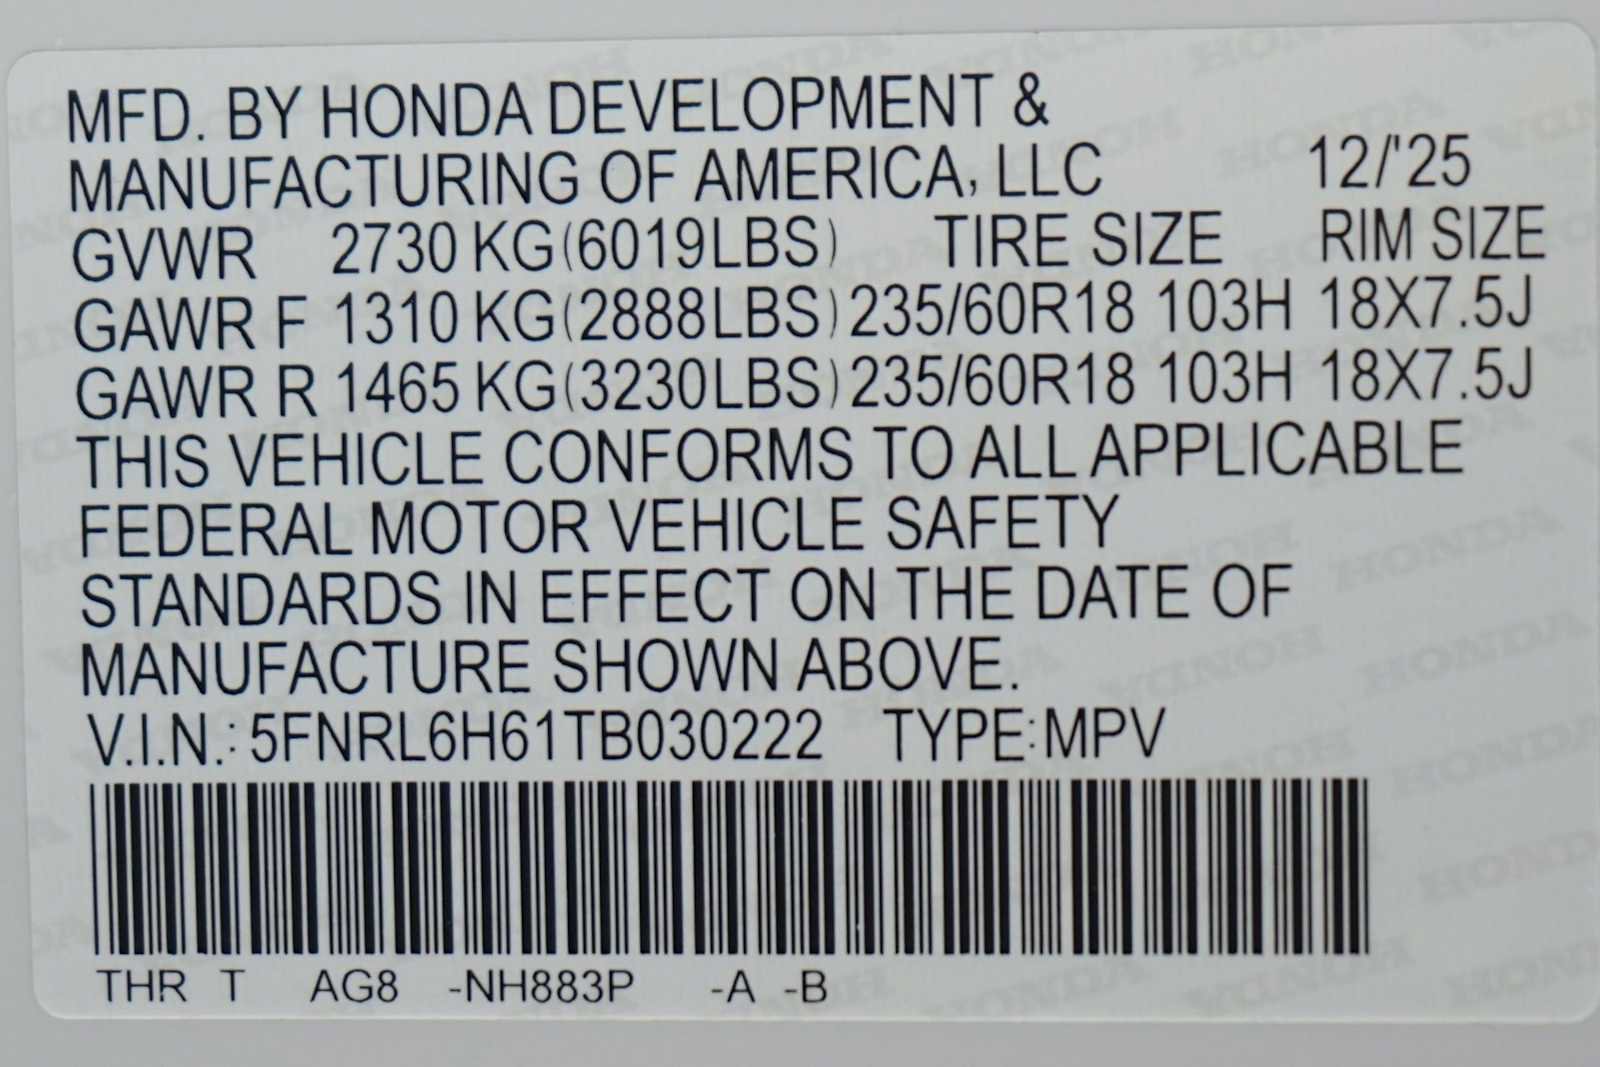 MFD. BY HONDA DEVELOPMENT &
MANUFACTURING OF AMERICA, LLC 12/'25
GVWR 2730 KG(6019LBS) TIRE SIZE RIM SIZE
GAWR F 1310 KG(2888LBS) 235/60R18 103H 18X7.5J
GAWR R 1465 KG(3230LBS) 235/60R18 103H 18X7.5J
THIS VEHICLE CONFORMS TO ALL APPLICABLE
FEDERAL MOTOR VEHICLE SAFETY
STANDARDS IN EFFECT ON THE DATE OF
MANUFACTURE SHOWN ABOVE.
V.I.N.: 5FNRL6H61TB030222 TYPE:MPV
THR T AG8 -NH883P -A -B